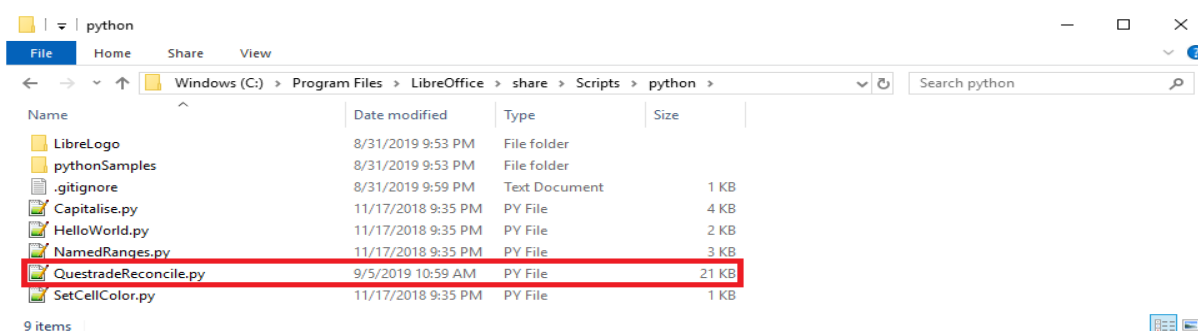 python
File Home Share View
Windows (C:) > Program Files > LibreOffice > share > Scripts > python > Search python
Name Date modified Type Size
LibreLogo 8/31/2019 9:53 PM File folder
pythonSamples 8/31/2019 9:53 PM File folder
.gitignore 8/31/2019 9:59 PM Text Document 1 KB
Capitalise.py 11/17/2018 9:35 PM PY File 4 KB
HelloWorld.py 11/17/2018 9:35 PM PY File 2 KB
NamedRanges.py 11/17/2018 9:35 PM PY File 3 KB
QuestradeReconcile.py 9/5/2019 10:59 AM PY File 21 KB
SetCellColor.py 11/17/2018 9:35 PM PY File 1 KB
9 items